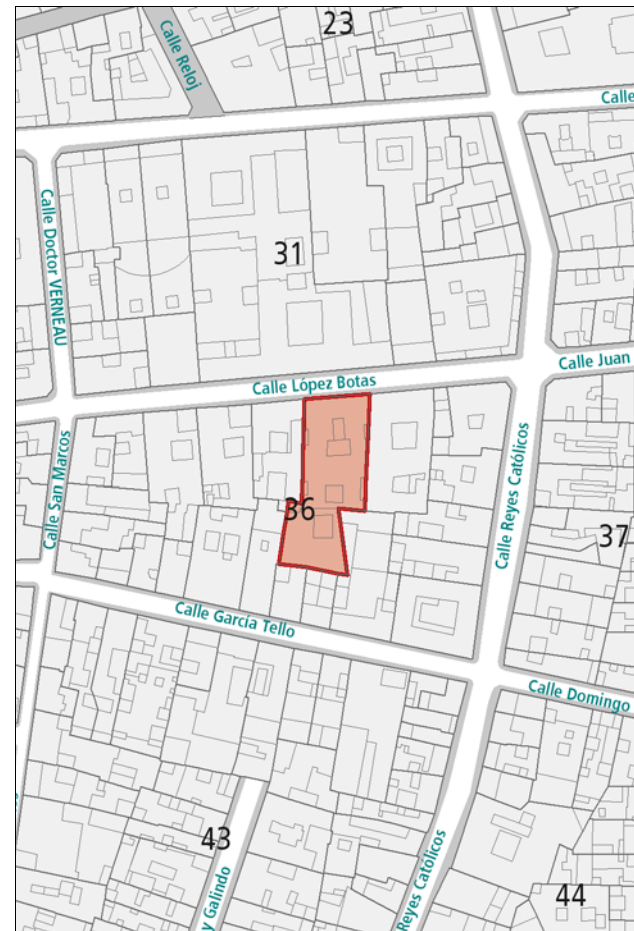 23
Calle Reloj
Calle
Calle Doctor VERNEAU
31
Calle López Botas
Calle Juan
Calle San Marcos
Calle Reyes Católicos
36
37
Calle García Tello
Calle Domingo
43
y Galindo
Reyes Católicos
44